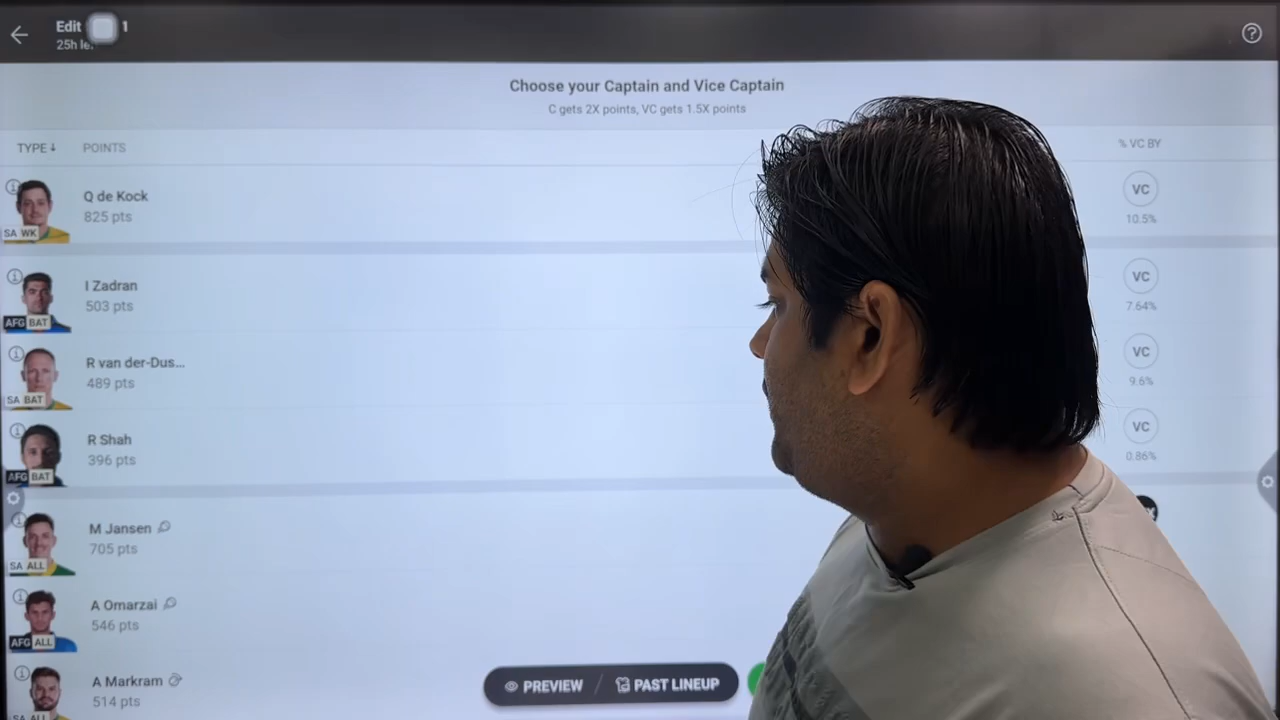 Edit 1
25h le
Choose your Captain and Vice Captain
C gets 2X points, VC gets 1.5X points
TYPE↓ POINTS % VC BY
Q de Kock
825 pts
SA WK
VC
10.5%
I Zadran
503 pts
AFG BAT
VC
7.64%
R van der-Dus...
489 pts
SA BAT
VC
9.6%
R Shah
396 pts
AFG BAT
VC
0.86%
M Jansen
705 pts
SA ALL
A Omarzai
546 pts
AFG ALL
A Markram
514 pts
SA ALL
PREVIEW / PAST LINEUP